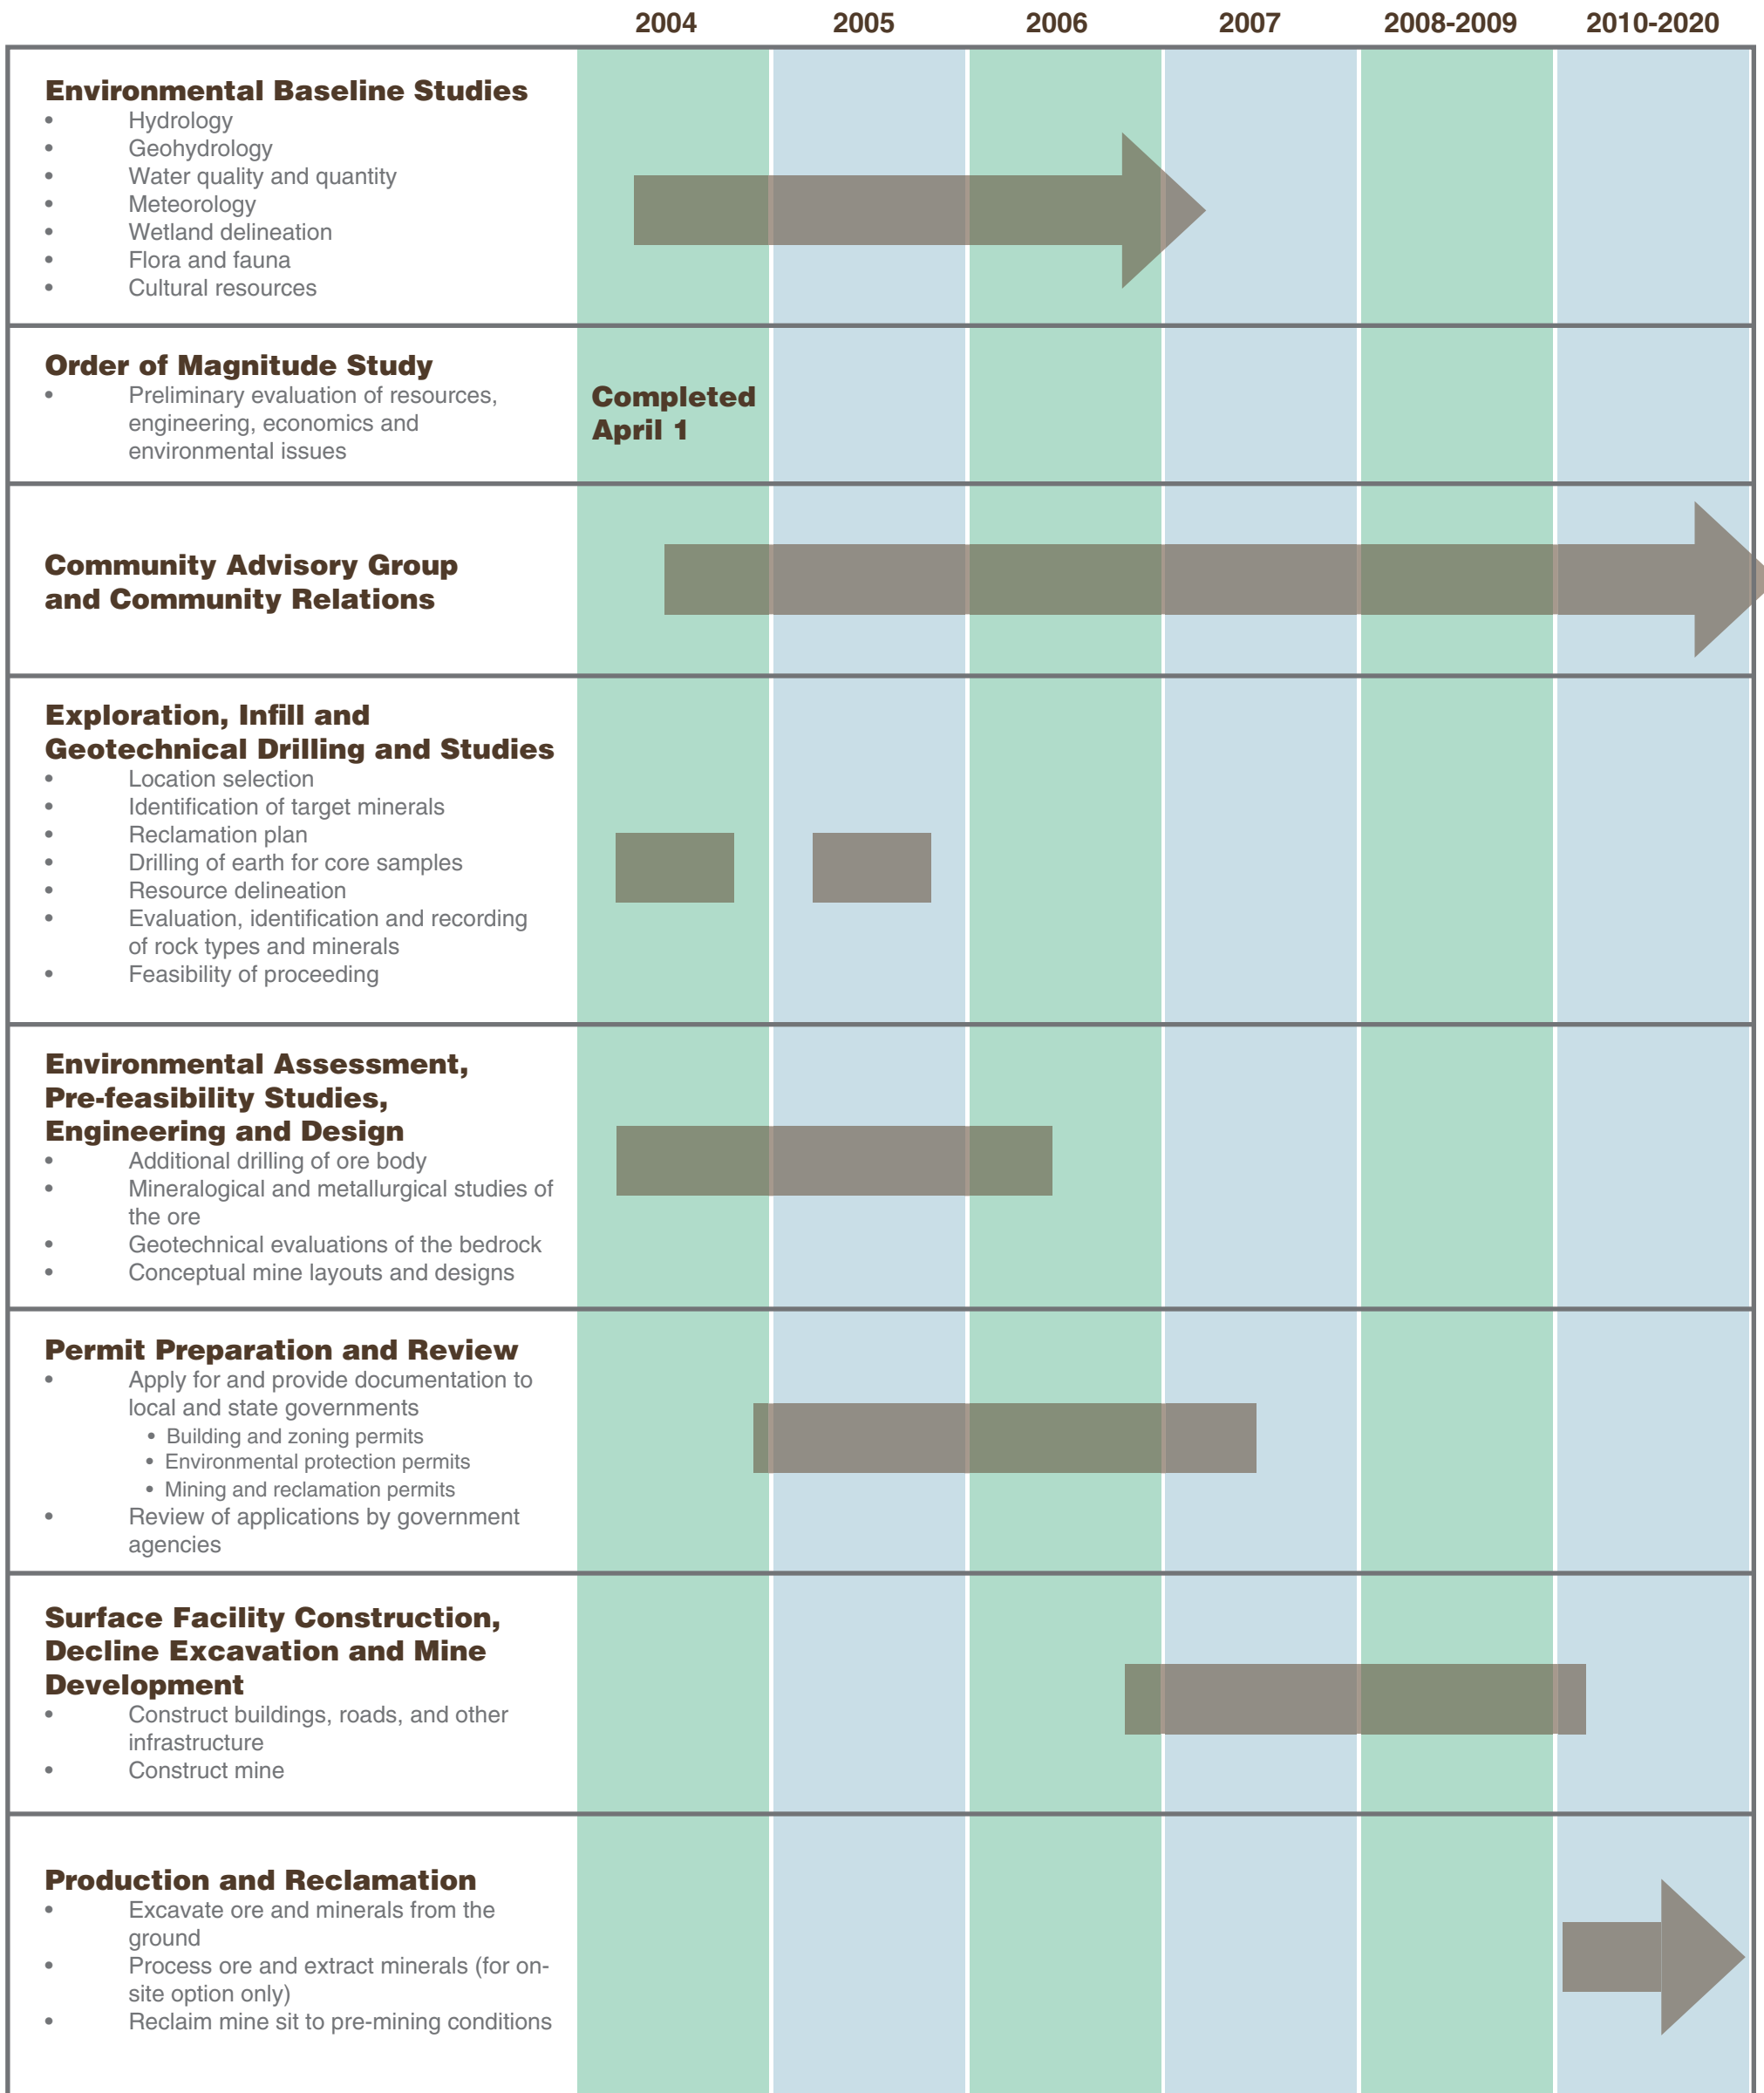 2004 2005 2006 2007 2008-2009 2010-2020
Environmental Baseline Studies
• Hydrology
• Geohydrology
• Water quality and quantity
• Meteorology
• Wetland delineation
• Flora and fauna
• Cultural resources
Order of Magnitude Study
• Preliminary evaluation of resources,
engineering, economics and
environmental issues
Completed
April 1
Community Advisory Group
and Community Relations
Exploration, Infill and
Geotechnical Drilling and Studies
• Location selection
• Identification of target minerals
• Reclamation plan
• Drilling of earth for core samples
• Resource delineation
• Evaluation, identification and recording
of rock types and minerals
• Feasibility of proceeding
Environmental Assessment,
Pre-feasibility Studies,
Engineering and Design
• Additional drilling of ore body
• Mineralogical and metallurgical studies of
the ore
• Geotechnical evaluations of the bedrock
• Conceptual mine layouts and designs
Permit Preparation and Review
• Apply for and provide documentation to
local and state governments
• Building and zoning permits
• Environmental protection permits
• Mining and reclamation permits
• Review of applications by government
agencies
Surface Facility Construction,
Decline Excavation and Mine
Development
• Construct buildings, roads, and other
infrastructure
• Construct mine
Production and Reclamation
• Excavate ore and minerals from the
ground
• Process ore and extract minerals (for on-
site option only)
• Reclaim mine sit to pre-mining conditions